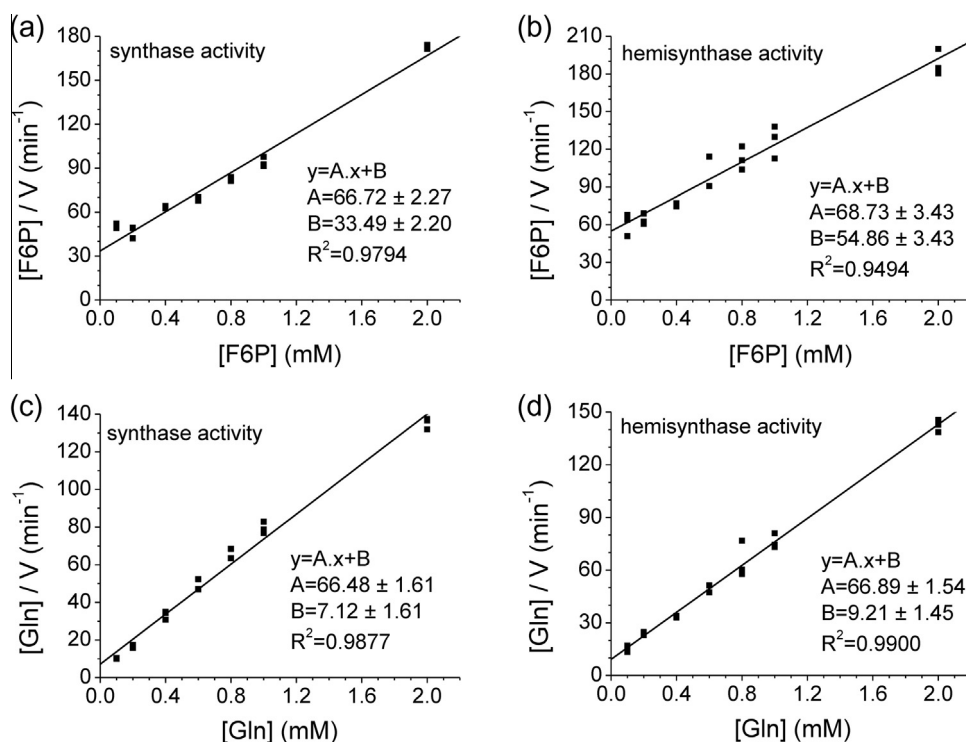 (a)
synthase activity
[F6P] / V (min⁻¹)
180
150
120
90
60
30
0
y=A.x+B
A=66.72 ± 2.27
B=33.49 ± 2.20
R²=0.9794
0.0 0.4 0.8 1.2 1.6 2.0
[F6P] (mM)
(b)
hemisynthase activity
[F6P] / V (min⁻¹)
210
180
150
120
90
60
30
0
y=A.x+B
A=68.73 ± 3.43
B=54.86 ± 3.43
R²=0.9494
0.0 0.4 0.8 1.2 1.6 2.0
[F6P] (mM)
(c)
synthase activity
[Gln] / V (min⁻¹)
140
120
100
80
60
40
20
0
y=A.x+B
A=66.48 ± 1.61
B=7.12 ± 1.61
R²=0.9877
0.0 0.4 0.8 1.2 1.6 2.0
[Gln] (mM)
(d)
hemisynthase activity
[Gln] / V (min⁻¹)
150
120
90
60
30
0
y=A.x+B
A=66.89 ± 1.54
B=9.21 ± 1.45
R²=0.9900
0.0 0.4 0.8 1.2 1.6 2.0
[Gln] (mM)